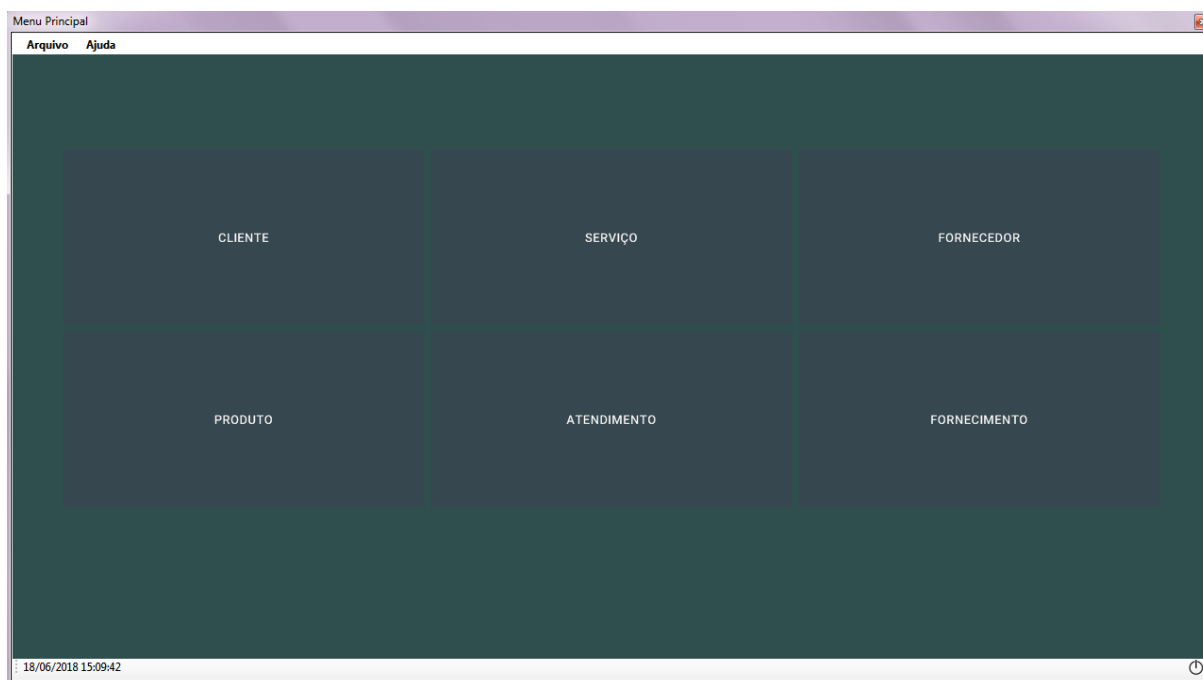 Menu Principal
Arquivo Ajuda
CLIENTE SERVIÇO FORNECEDOR
PRODUTO ATENDIMENTO FORNECIMENTO
18/06/2018 15:09:42